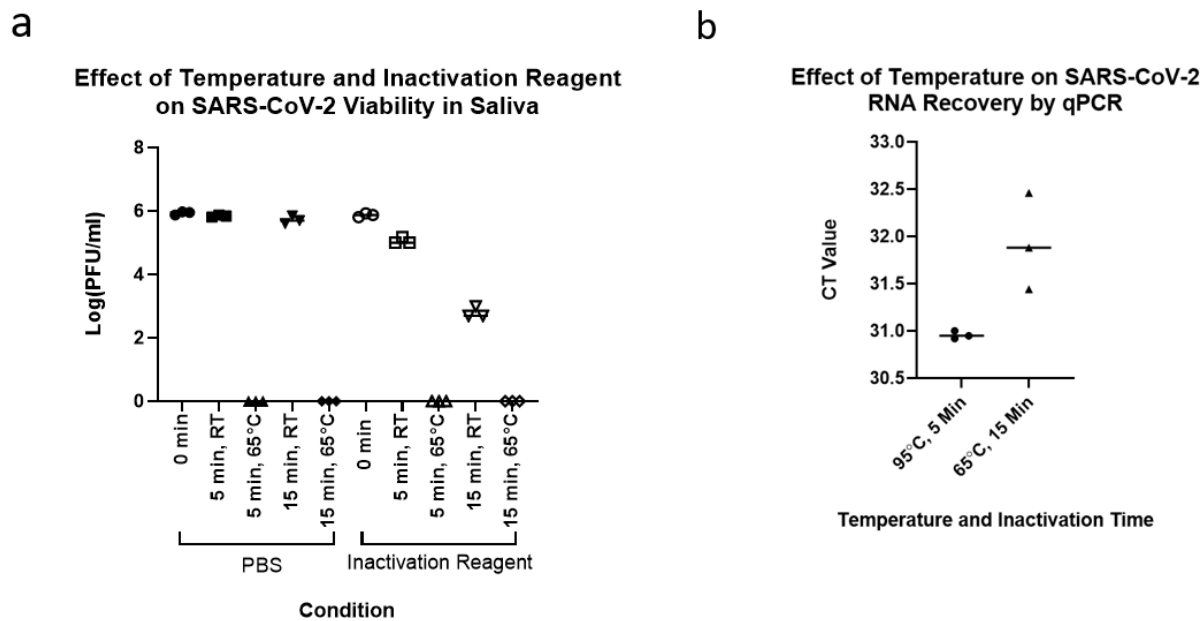 a
Effect of Temperature and Inactivation Reagent
on SARS-CoV-2 Viability in Saliva
Log(PFU/ml)
8
6
4
2
0
0 min
5 min, RT
5 min, 65°C
15 min, RT
15 min, 65°C
0 min
5 min, RT
5 min, 65°C
15 min, RT
15 min, 65°C
PBS
Inactivation Reagent
Condition
b
Effect of Temperature on SARS-CoV-2
RNA Recovery by qPCR
CT Value
33.0
32.5
32.0
31.5
31.0
30.5
95°C, 5 Min
65°C, 15 Min
Temperature and Inactivation Time